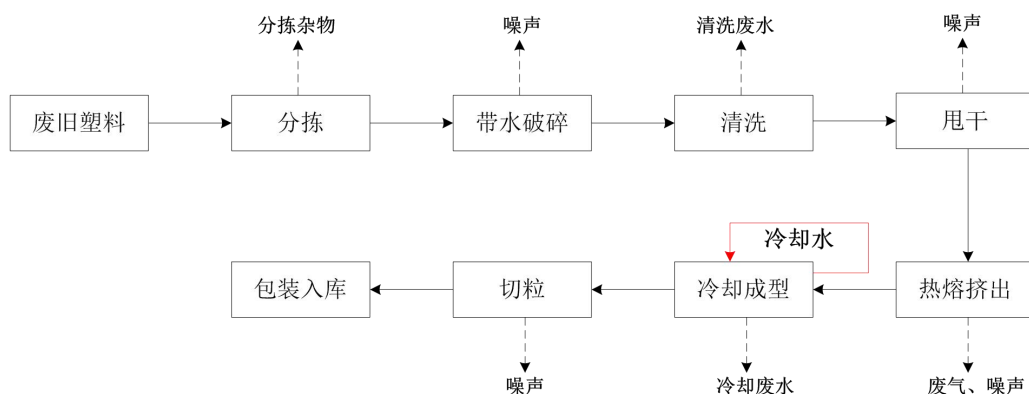 分拣杂物
噪声
清洗废水
噪声
废旧塑料
分拣
带水破碎
清洗
甩干
冷却水
包装入库
切粒
冷却成型
热熔挤出
噪声
冷却废水
废气、噪声